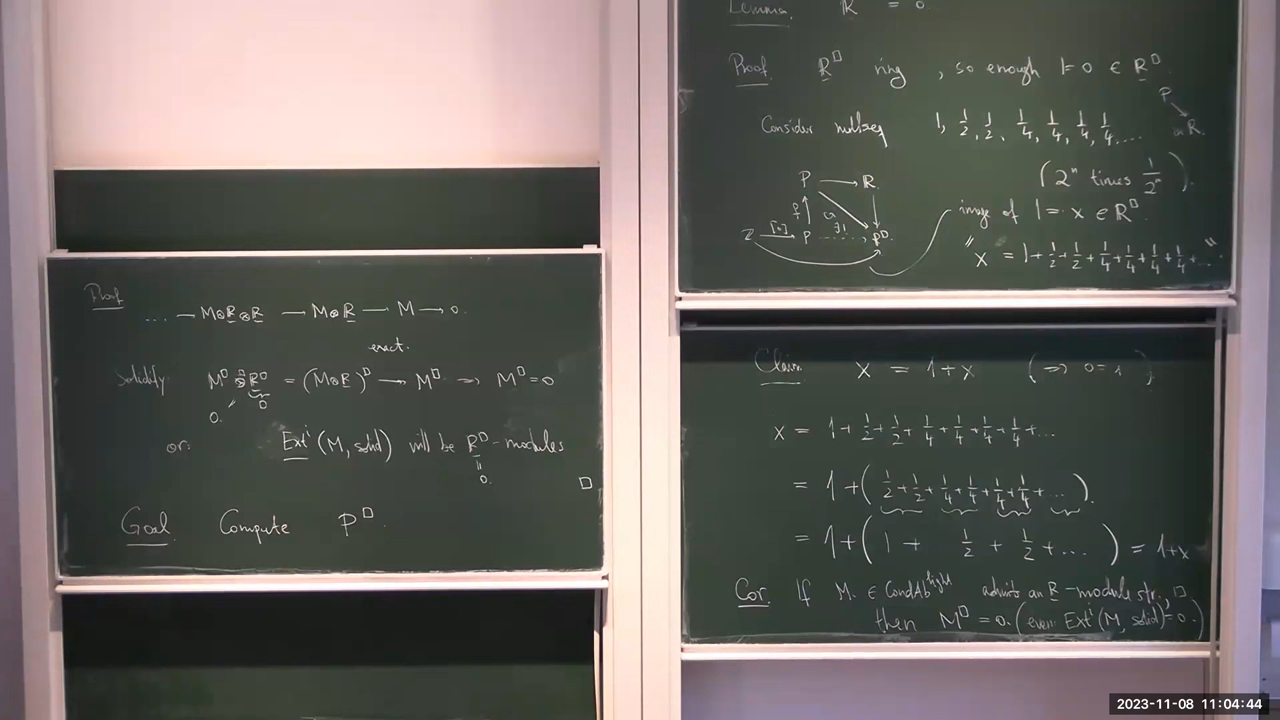 Proof
... — M⊗R⊗R — M⊗R — M → 0.
exact.
Solidify M^□ ⊗ R^□ = (M⊗R)^□ → M^□ ⇒ M^□ = 0
0. 0
or: Ext^i (M, solid) will be R^□-modules
=
0.
□
Goal Compute P^□.
Lemma. R = 0.
Proof. R^□ ring, so enough 1=0 ∈ R^□.
P
Consider nullseq 1, 1/2, 1/2, 1/4, 1/4, 1/4, 1/4, ....
(2^n times 1/2^n).
P → R
image of 1 =: x ∈ R^□.
Z [0] P ∃!
"x = 1+1/2+1/2+1/4+1/4+1/4+1/4+..."
Claim x = 1+x (⇒ 0=1).
x = 1+1/2+1/2+1/4+1/4+1/4+1/4+...
= 1+(1/2+1/2+1/4+1/4+1/4+1/4+...).
= 1+(1+ 1/2 + 1/2 +...) = 1+x
Cor. If M ∈ CondAb^light admits an R-module str., □
then M^□ = 0. (even Ext^i (M, solid) = 0.)
2023-11-08 11:04:44